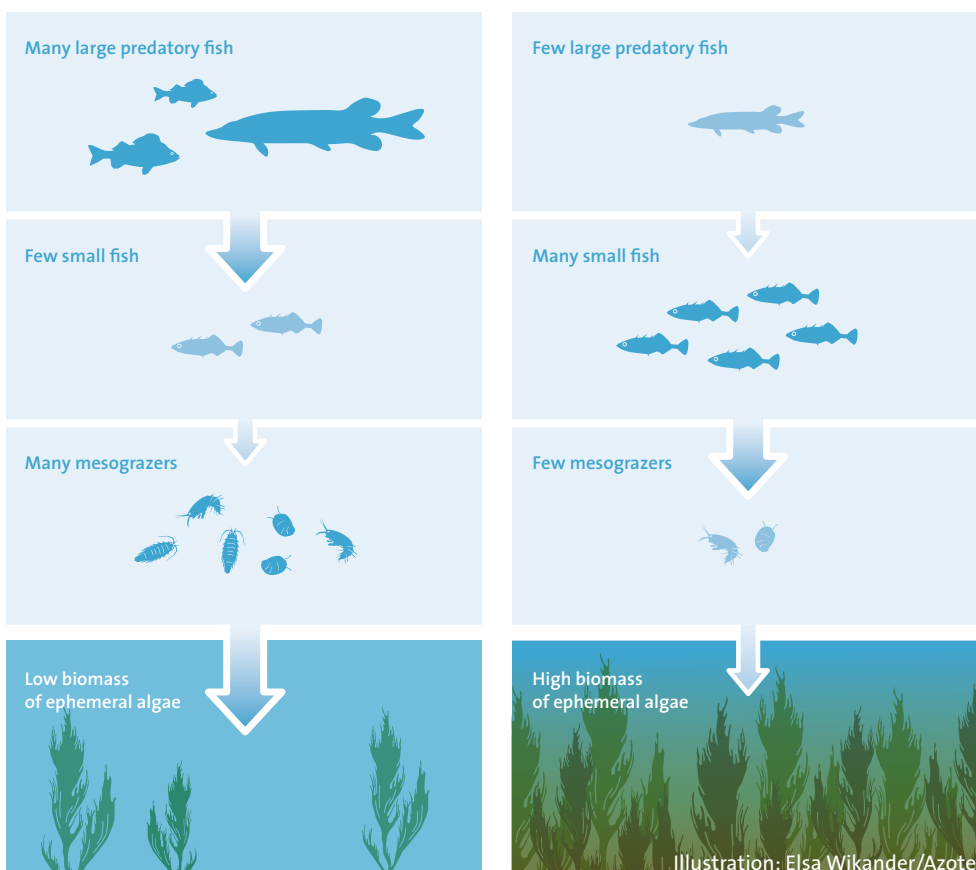 Many large predatory fish
Few small fish
Many mesograzers
Low biomass
of ephemeral algae
Few large predatory fish
Many small fish
Few mesograzers
High biomass
of ephemeral algae
Illustration: Elsa Wikander/Azote